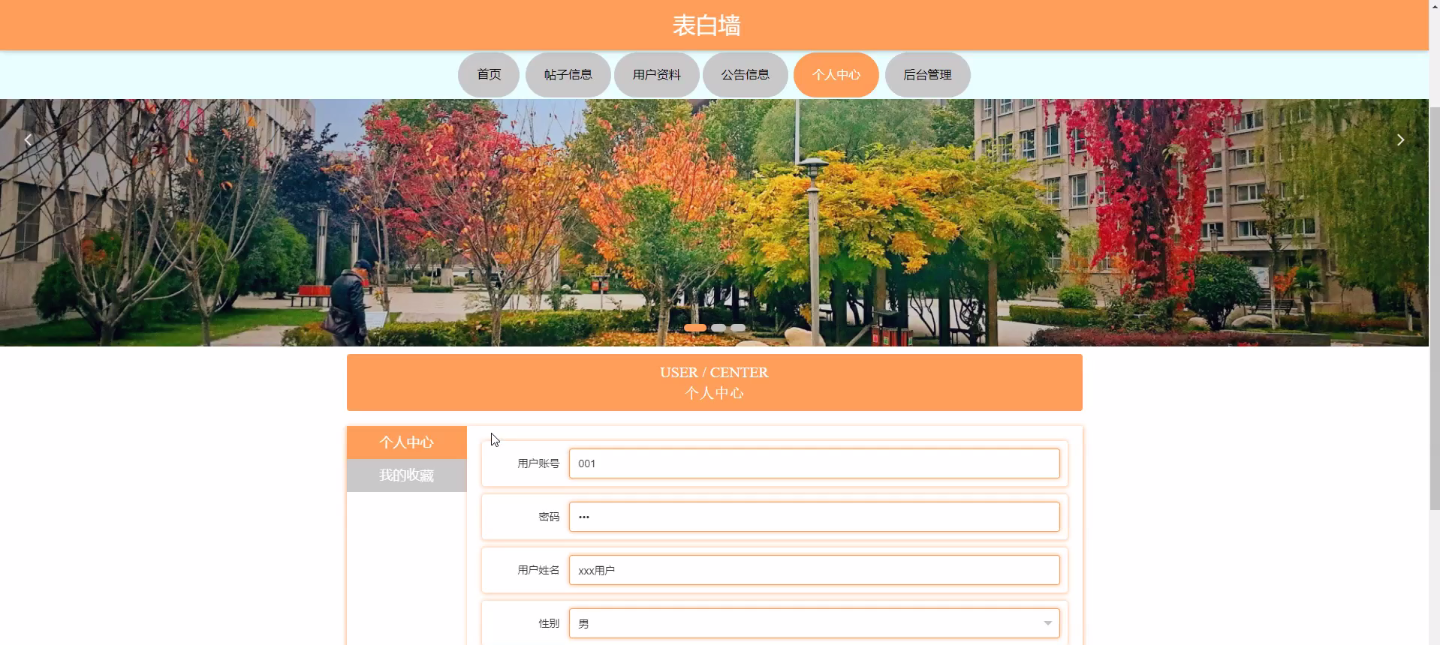 表白墙
首页
帖子信息
用户资料
公告信息
个人中心
后台管理
USER / CENTER
个人中心
个人中心
我的收藏
用户账号
001
密码
•••
用户姓名
xxx用户
性别
男